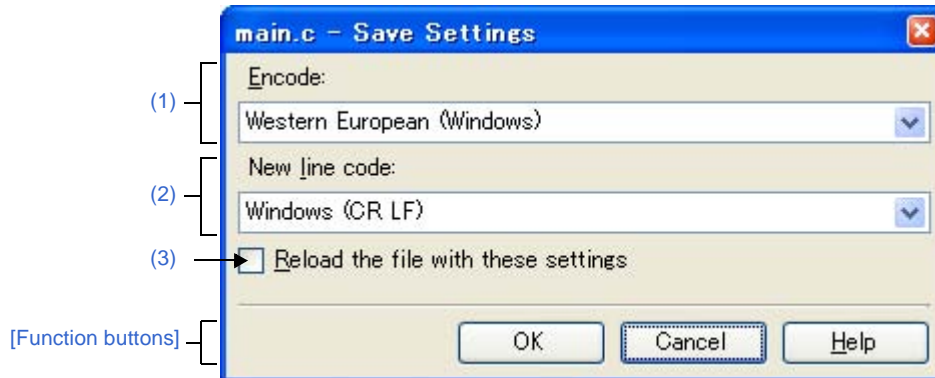 main.c - Save Settings
Encode:
(1)
Western European (Windows)
New line code:
(2)
Windows (CR LF)
(3)
Reload the file with these settings
[Function buttons]
OK
Cancel
Help